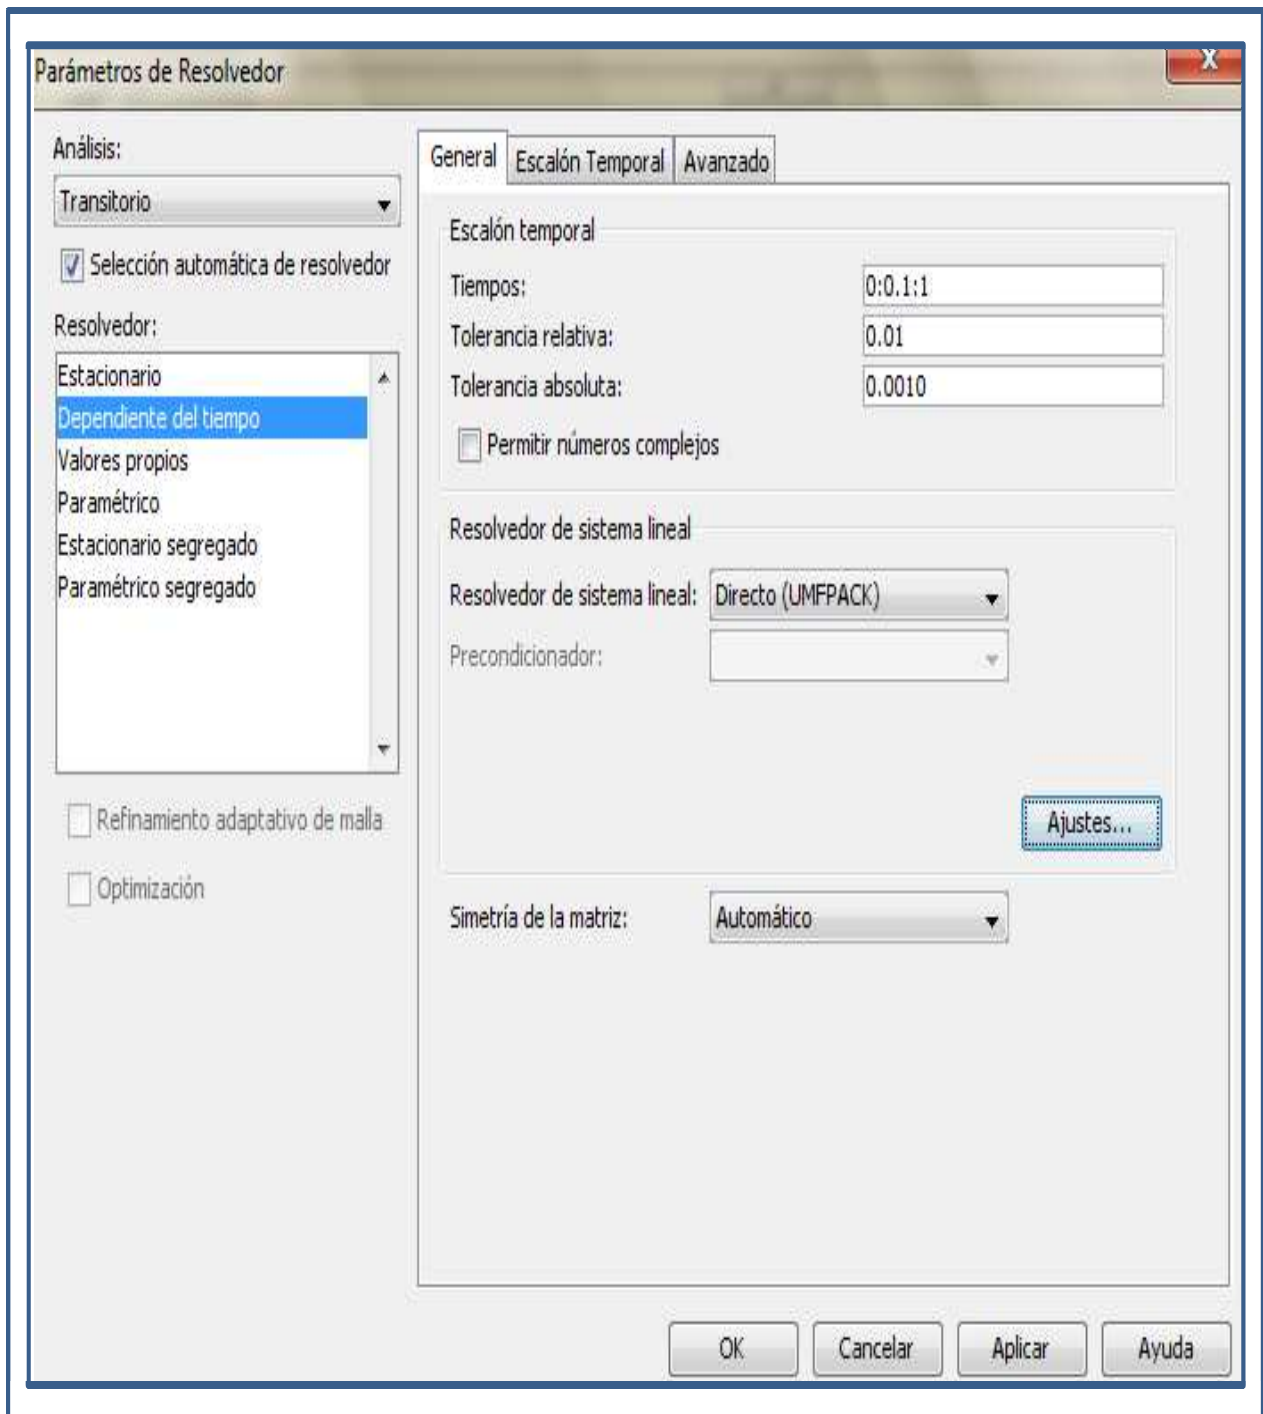 Parámetros de Resolvedor
X
Análisis:
Transitorio
Selección automática de resolvedor
Resolvedor:
Estacionario
Dependiente del tiempo
Valores propios
Paramétrico
Estacionario segregado
Paramétrico segregado
Refinamiento adaptativo de malla
Optimización
General Escalón Temporal Avanzado
Escalón temporal
Tiempos: 0:0.1:1
Tolerancia relativa: 0.01
Tolerancia absoluta: 0.0010
Permitir números complejos
Resolvedor de sistema lineal
Resolvedor de sistema lineal: Directo (UMFPACK)
Precondicionador:
Ajustes...
Simetría de la matriz: Automático
OK Cancelar Aplicar Ayuda